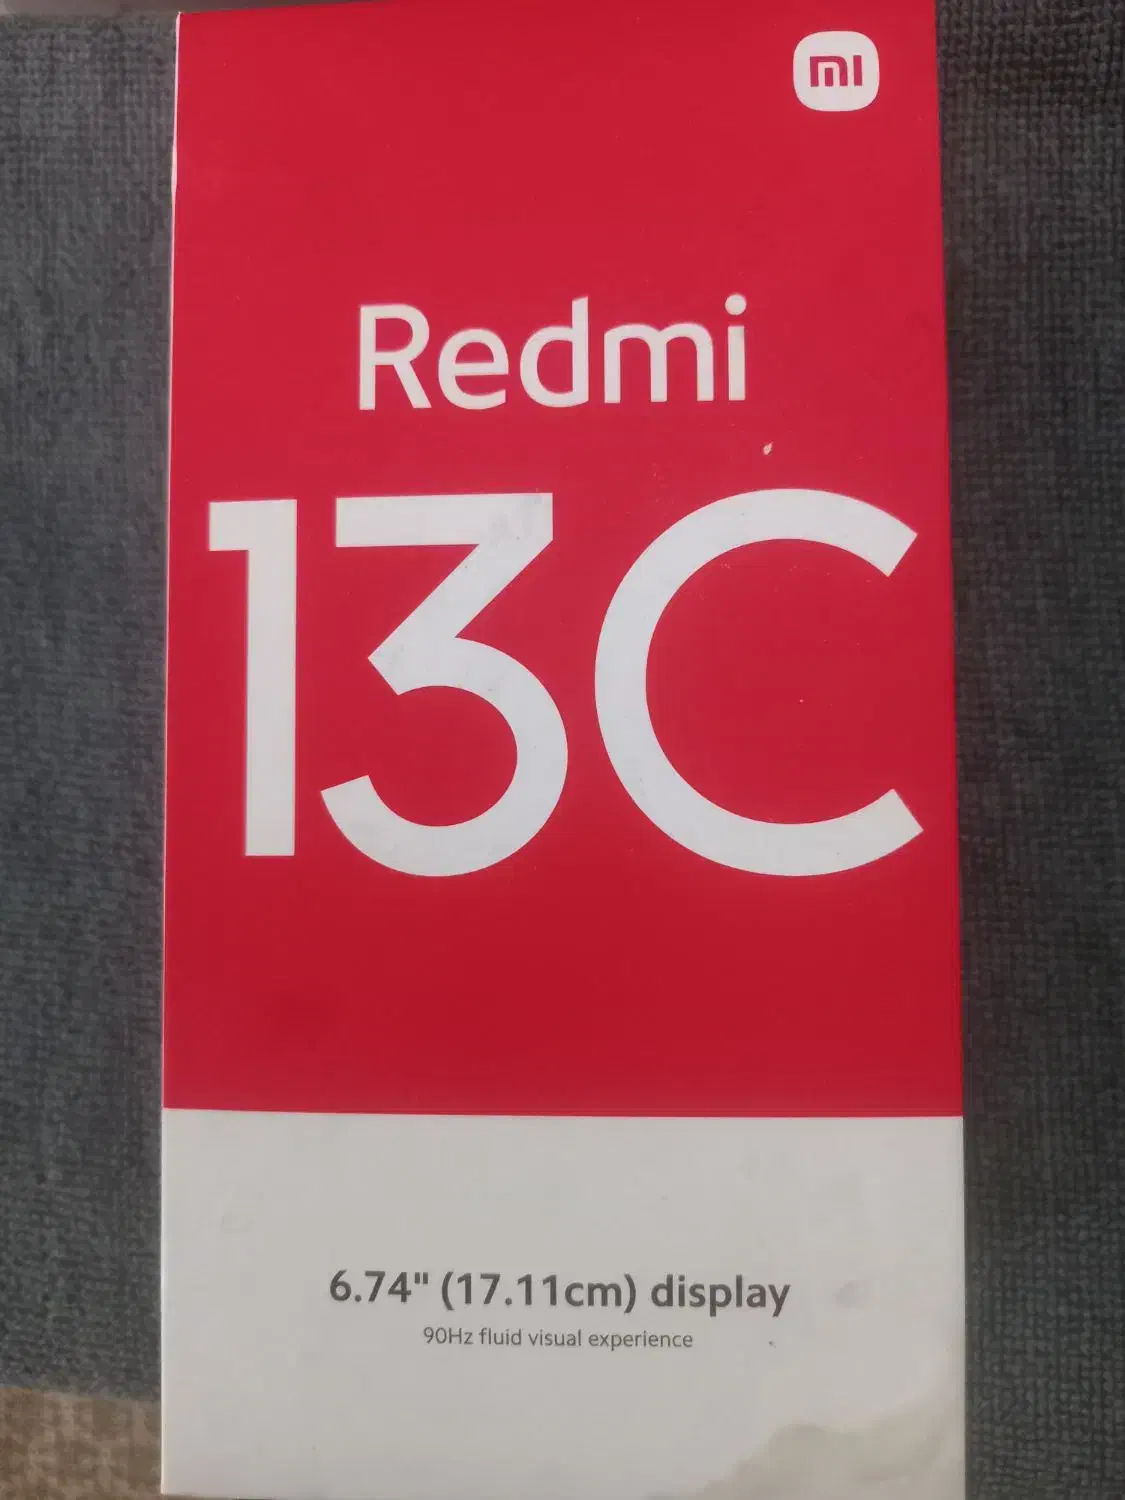 mi
Redmi
13C
6.74" (17.11cm) display
90Hz fluid visual experience